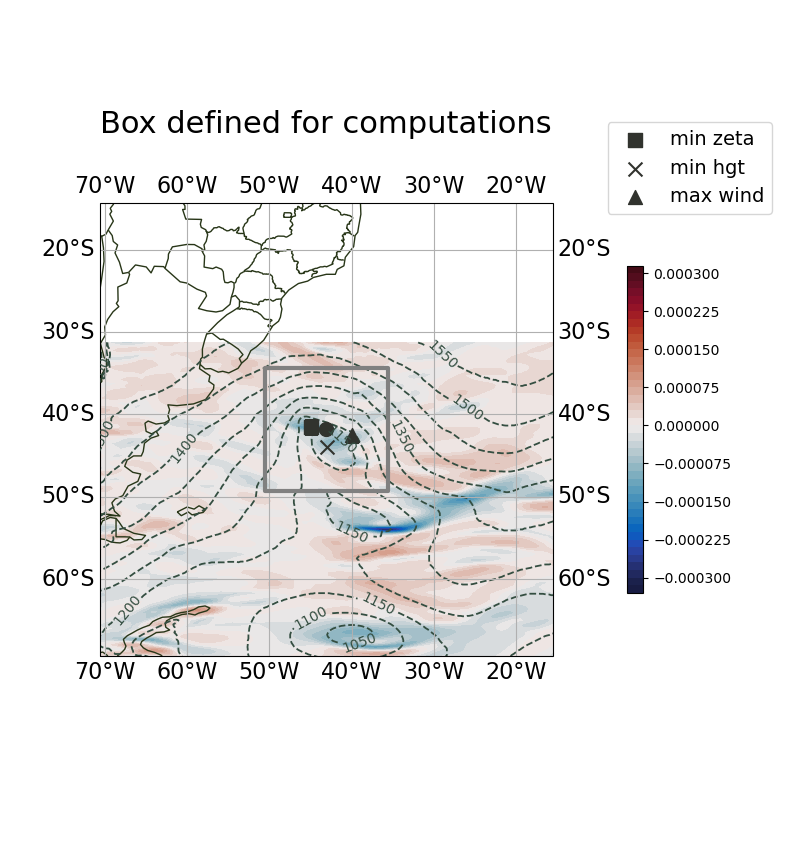 Box defined for computations
min zeta
min hgt
max wind
70°W 60°W 50°W 40°W 30°W 20°W
20°S 20°S
30°S 30°S
40°S 40°S
50°S 50°S
60°S 60°S
70°W 60°W 50°W 40°W 30°W 20°W
1550
1500
1350
1400
1150
1200
1100
1150
1050
0.000300
0.000225
0.000150
0.000075
0.000000
−0.000075
−0.000150
−0.000225
−0.000300